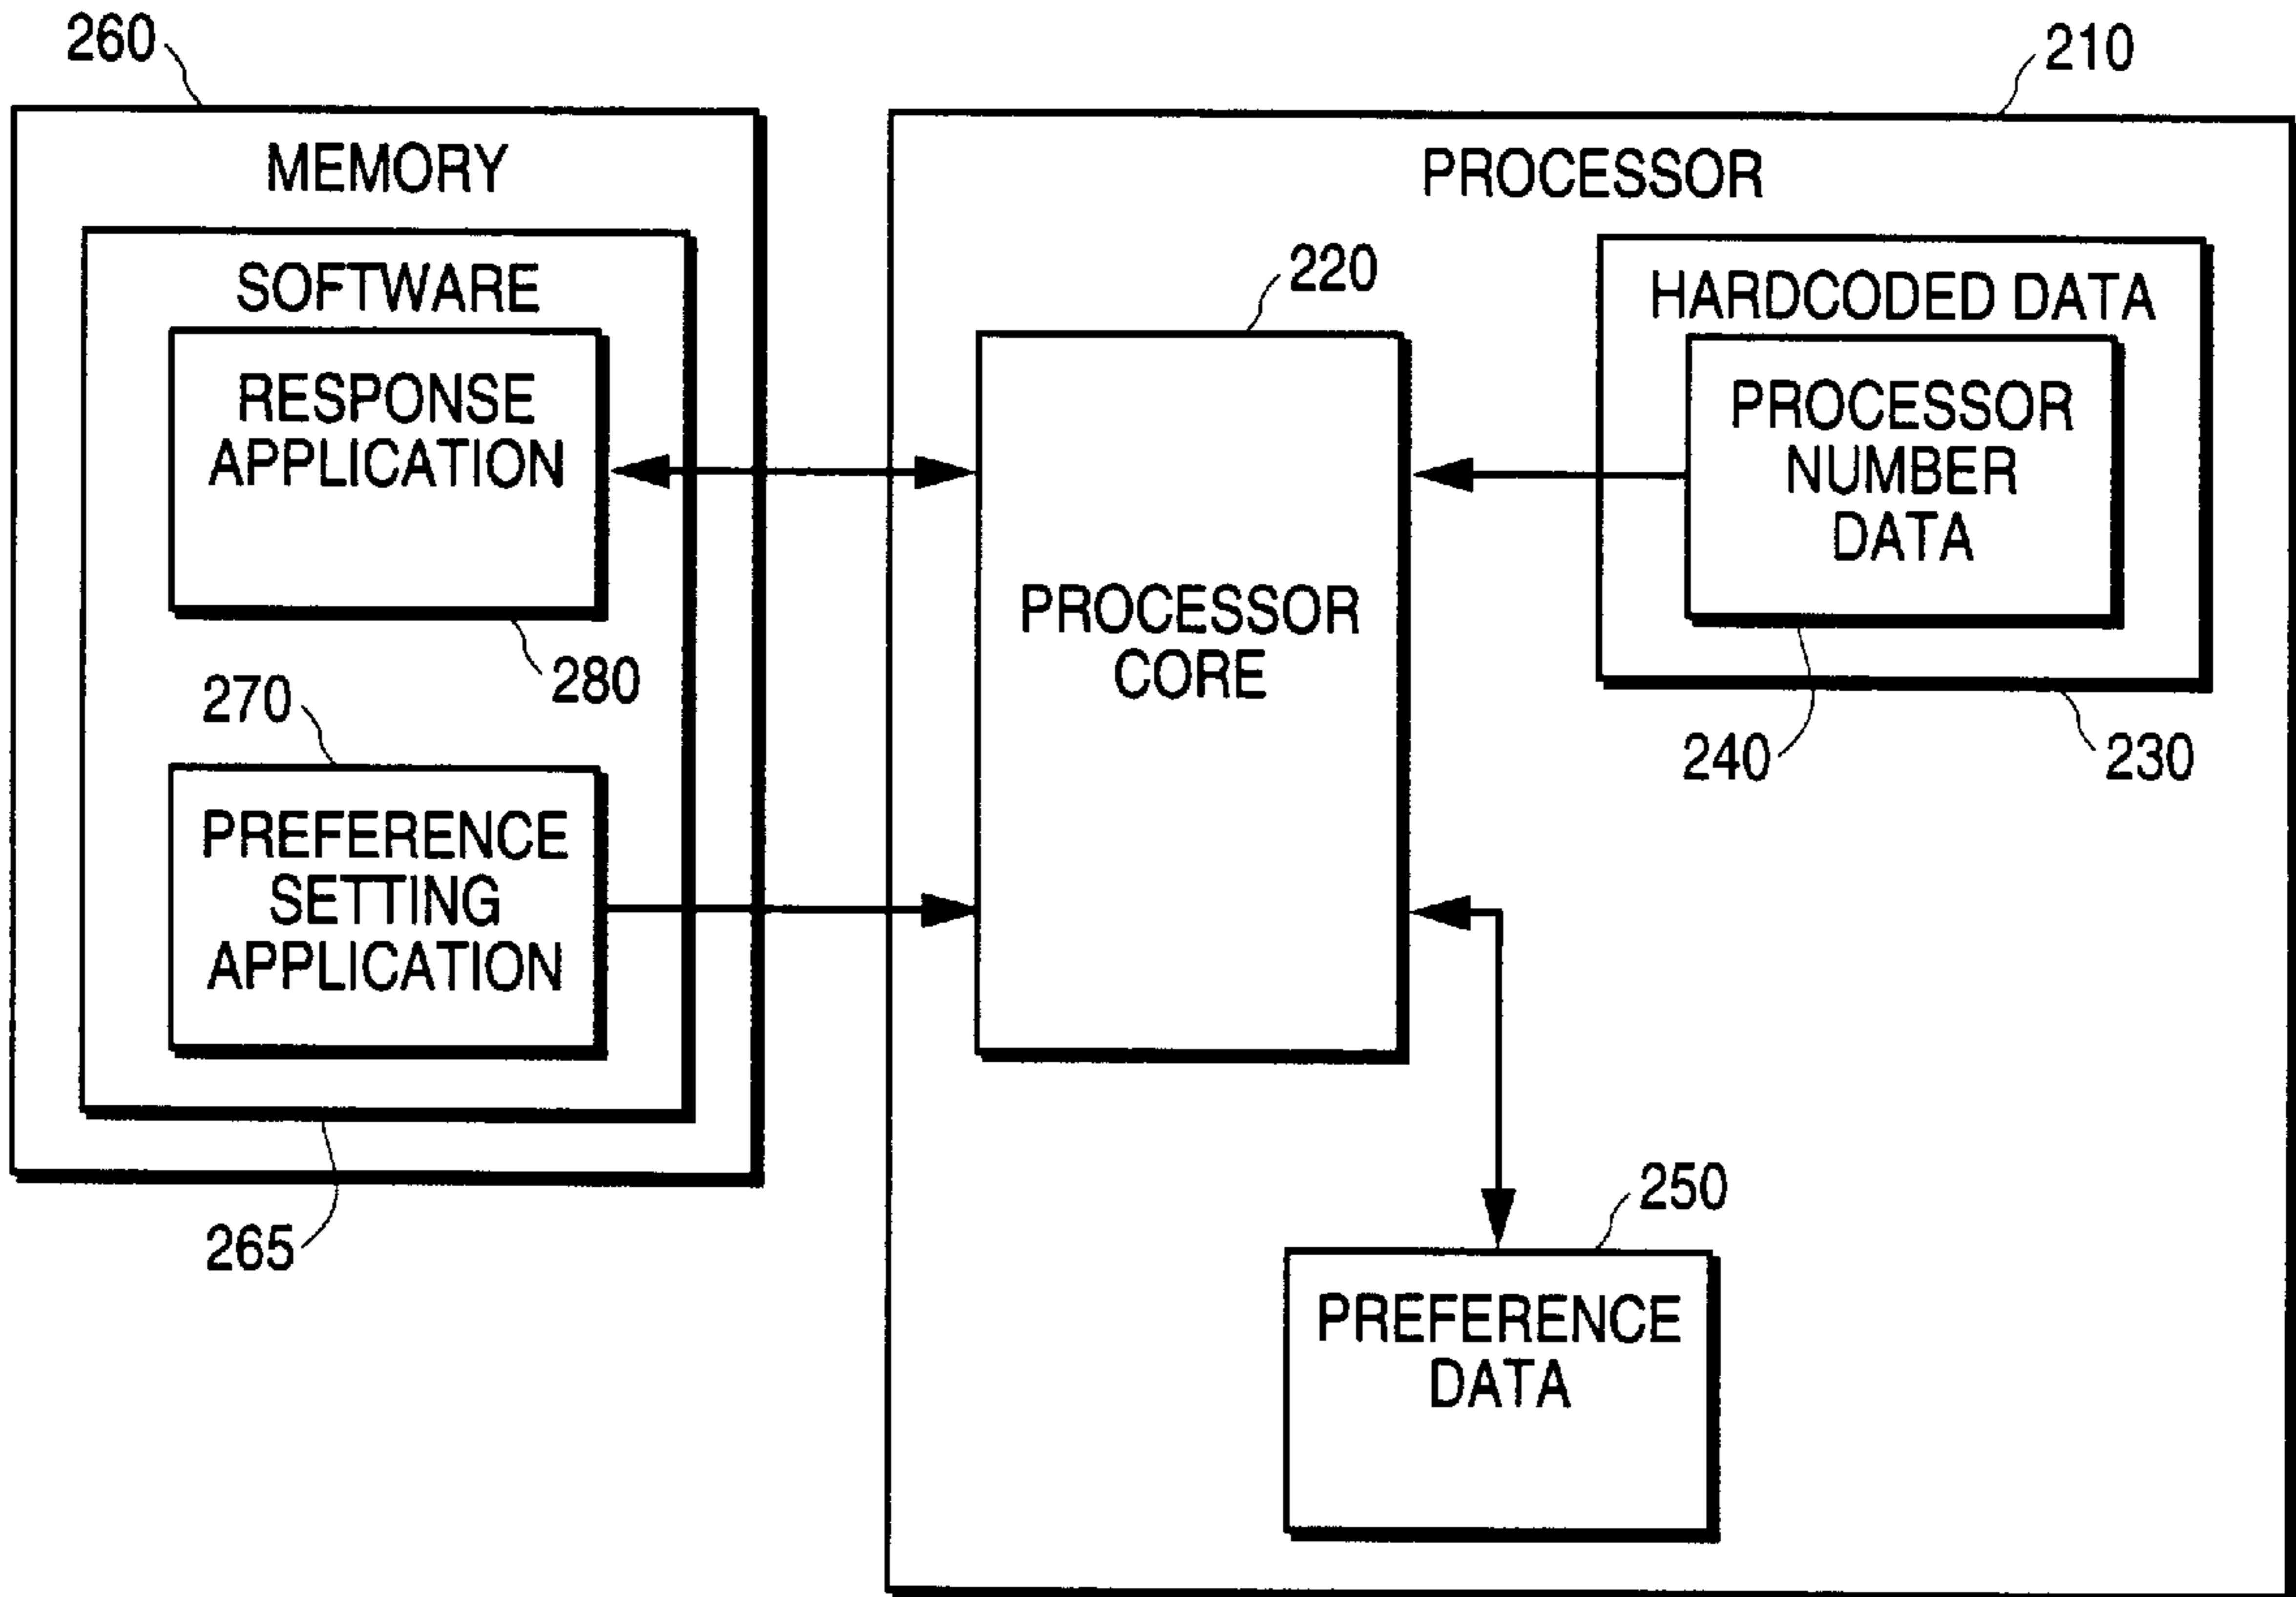 260
210
MEMORY
PROCESSOR
SOFTWARE
220
HARDCODED DATA
RESPONSE
APPLICATION
PROCESSOR
NUMBER
DATA
PROCESSOR
CORE
280
270
240
230
PREFERENCE
SETTING
APPLICATION
265
250
PREFERENCE
DATA